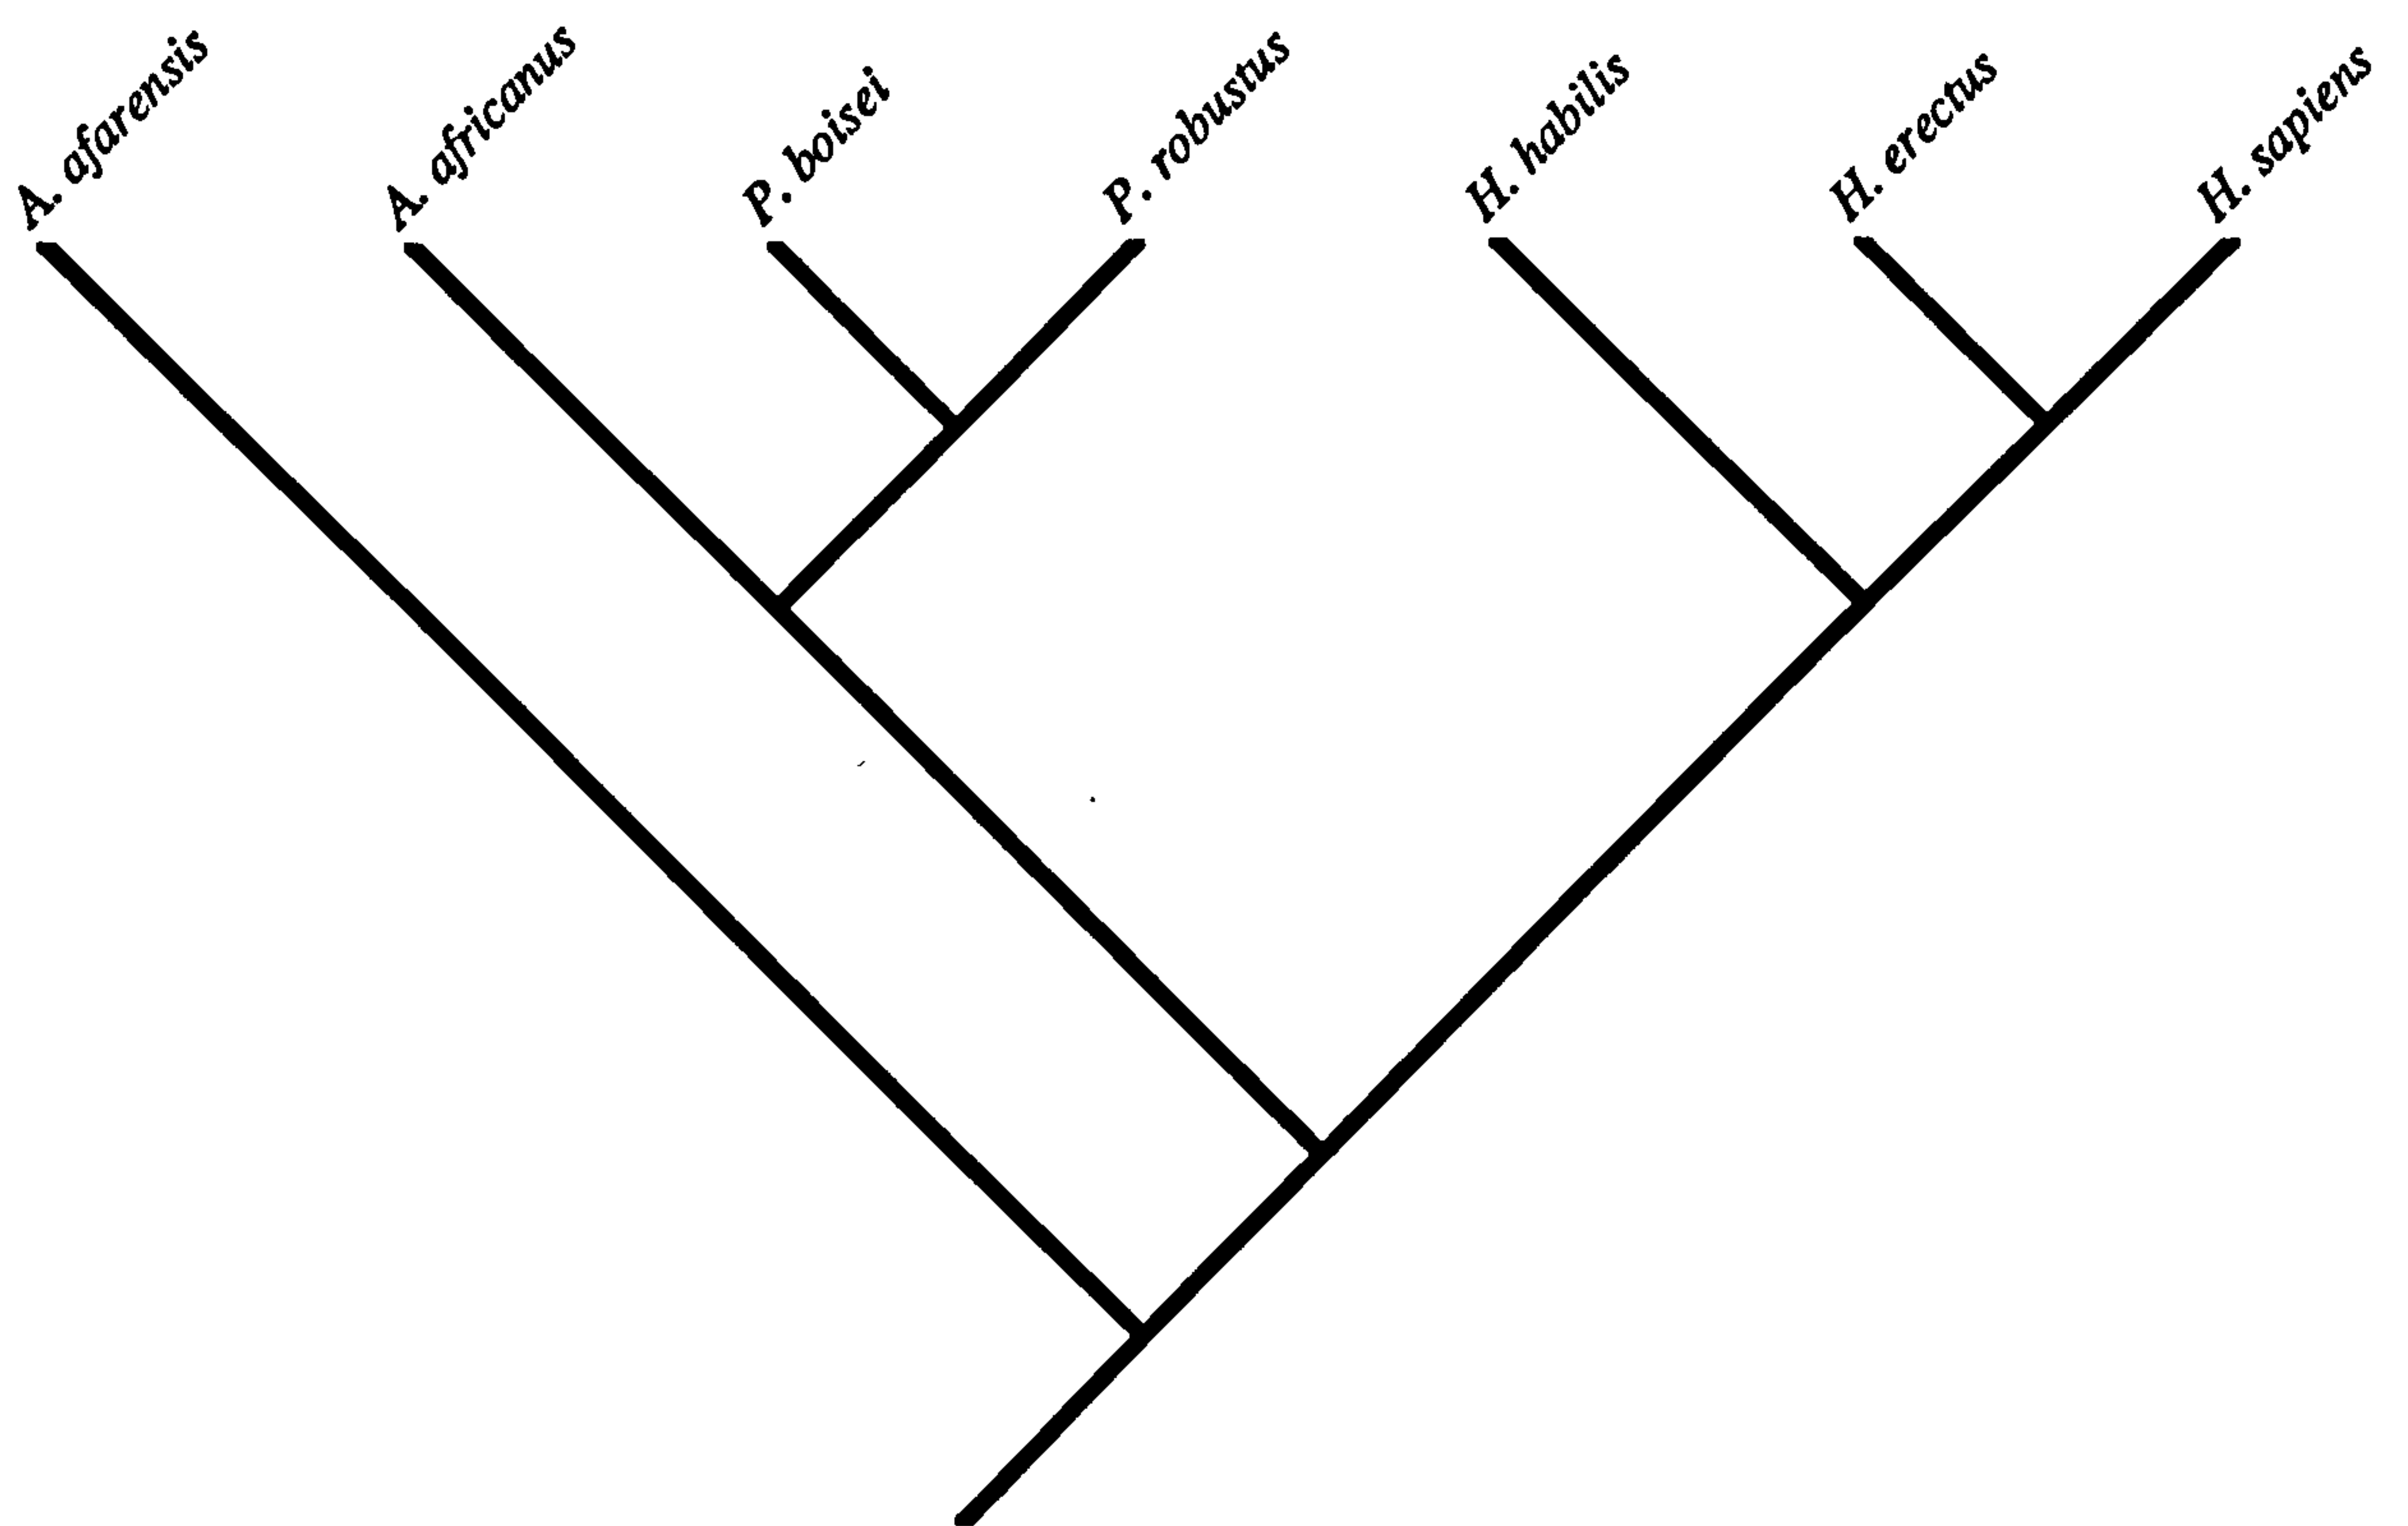 A. afarensis
A. africanus
P. boisei
P. robustus
H. habilis
H. erectus
H. sapiens